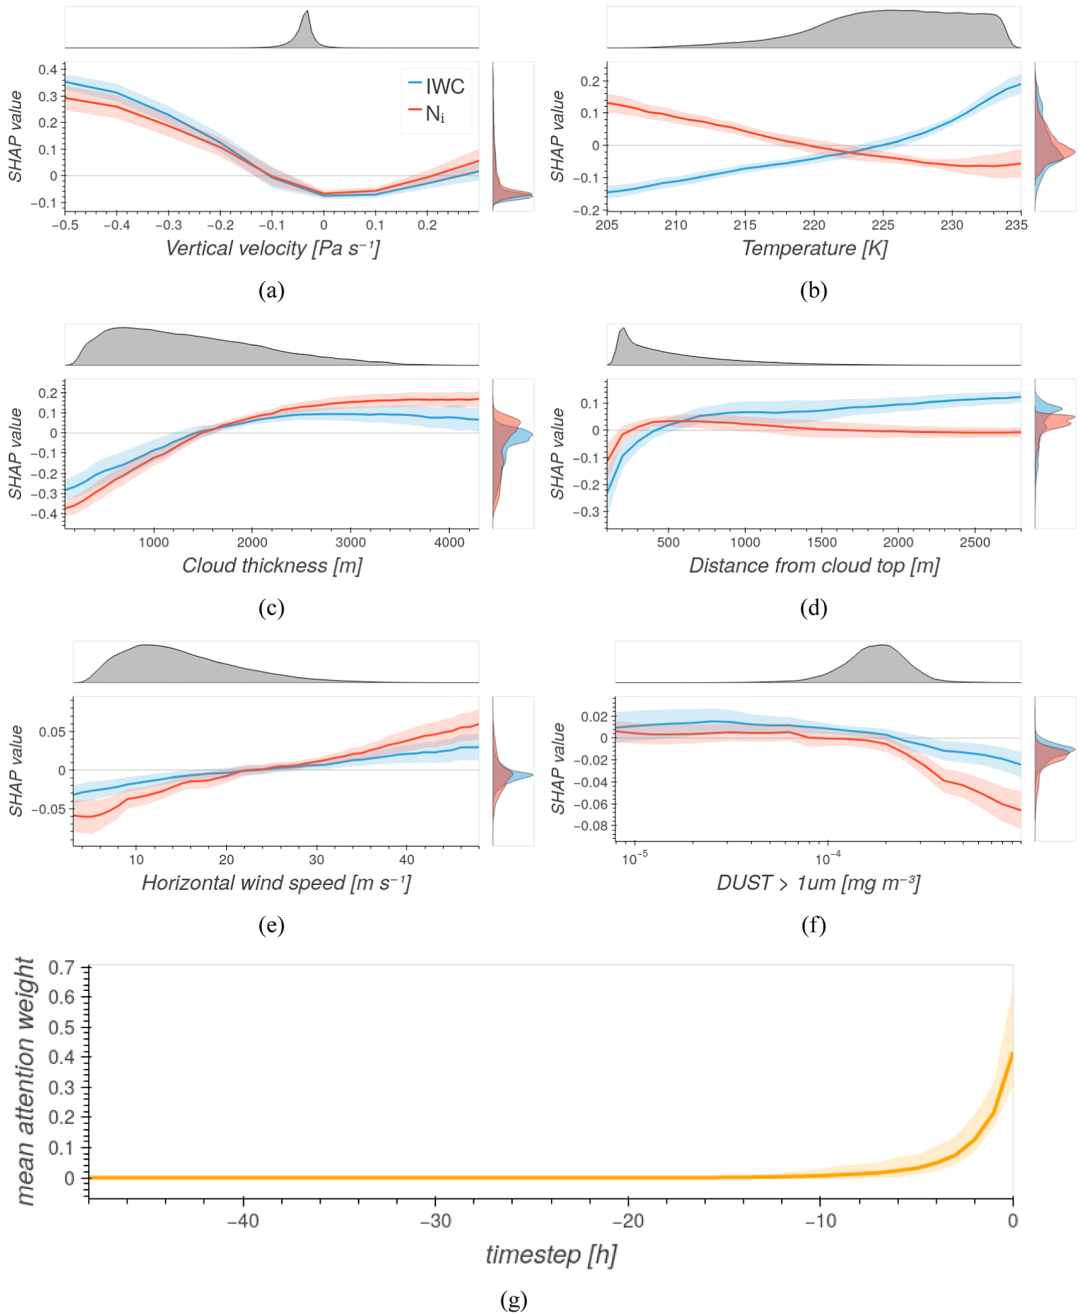 0.4
0.3
0.2
0.1
0
−0.1
SHAP value
IWC
Ni
−0.5 −0.4 −0.3 −0.2 −0.1 0 0.1 0.2
Vertical velocity [Pa s⁻¹]
(a)
0.2
0.1
0
−0.1
−0.2
SHAP value
205 210 215 220 225 230 235
Temperature [K]
(b)
0.2
0.1
0
−0.1
−0.2
−0.3
−0.4
SHAP value
1000 2000 3000 4000
Cloud thickness [m]
(c)
0.1
0
−0.1
−0.2
−0.3
SHAP value
500 1000 1500 2000 2500
Distance from cloud top [m]
(d)
0.05
0
−0.05
SHAP value
10 20 30 40
Horizontal wind speed [m s⁻¹]
(e)
0.02
0
−0.02
−0.04
−0.06
−0.08
SHAP value
10⁻⁵ 10⁻⁴
DUST > 1um [mg m⁻³]
(f)
0.7
0.6
0.5
0.4
0.3
0.2
0.1
0
mean attention weight
−40 −30 −20 −10 0
timestep [h]
(g)